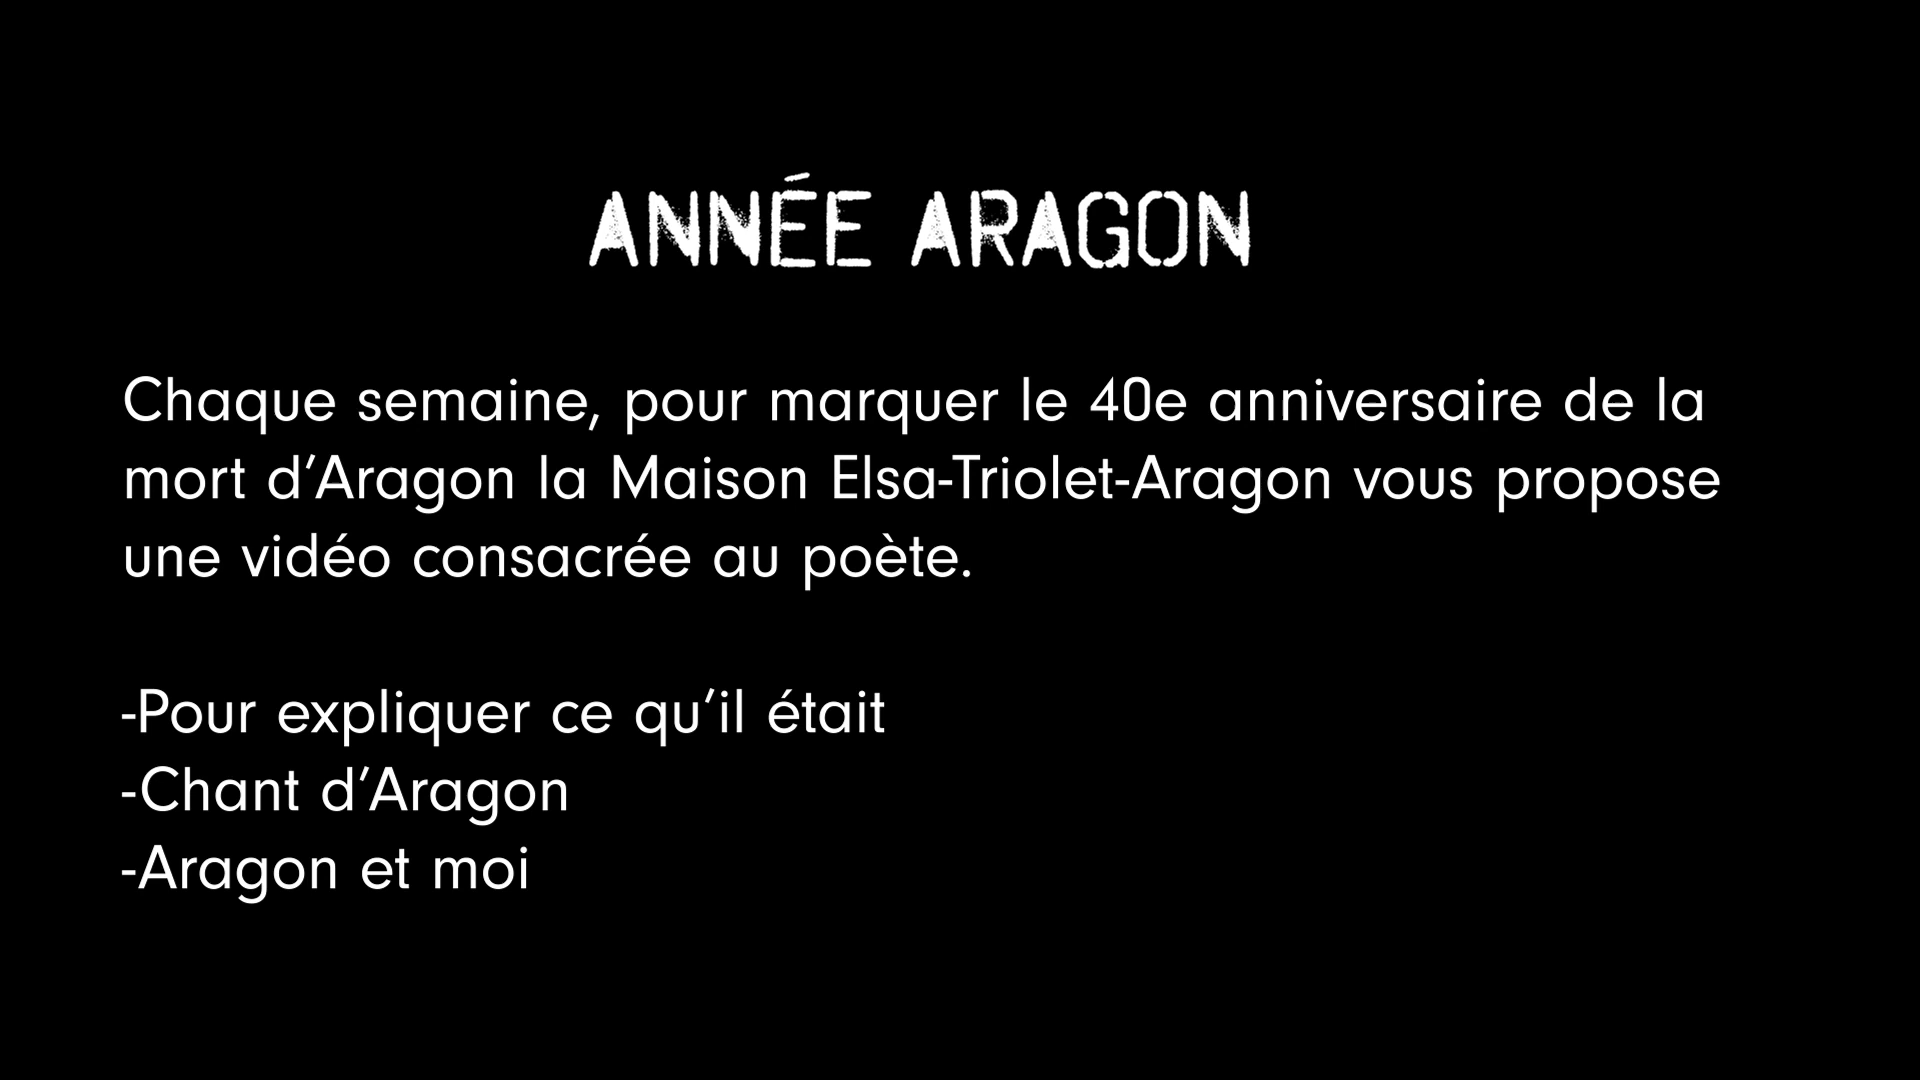 ANNÉE ARAGON
Chaque semaine, pour marquer le 40e anniversaire de la
mort d’Aragon la Maison Elsa-Triolet-Aragon vous propose
une vidéo consacrée au poète.
-Pour expliquer ce qu’il était
-Chant d’Aragon
-Aragon et moi